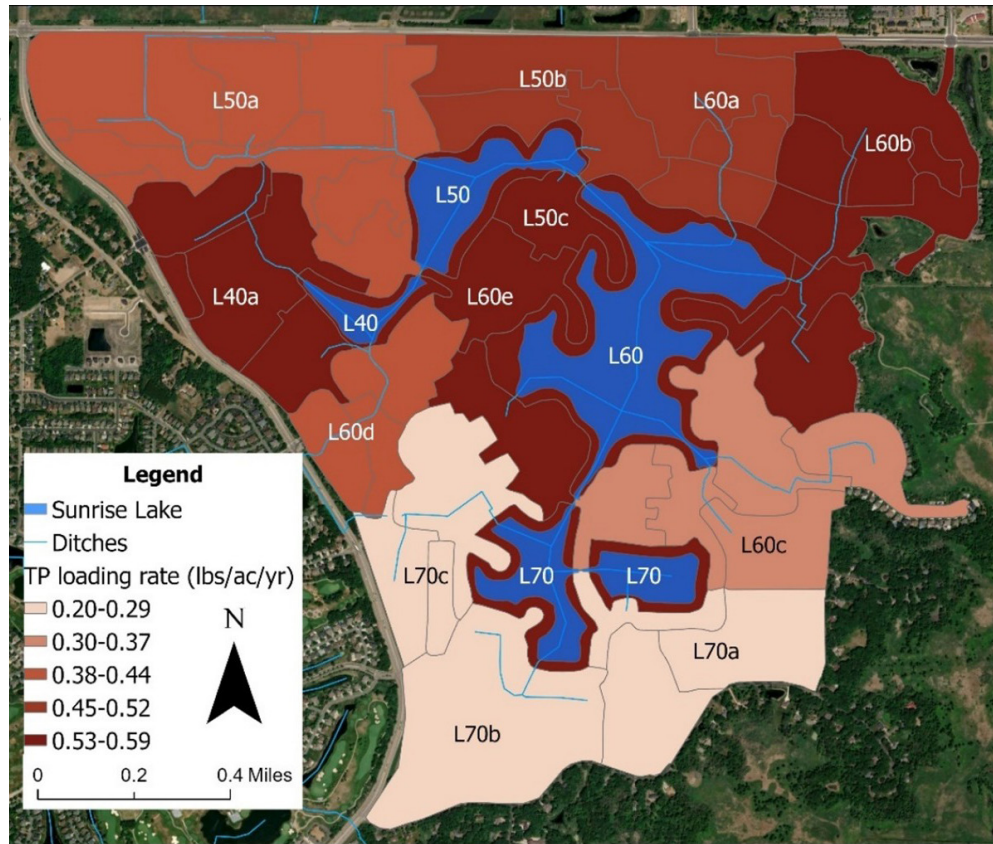 L50a
L50b
L60a
L60b
L50
L50c
L40a
L60e
L40
L60
L60d
L60c
L70c
L70
L70
L70a
L70b
Legend
Sunrise Lake
Ditches
TP loading rate (lbs/ac/yr)
0.20-0.29
0.30-0.37
0.38-0.44
0.45-0.52
0.53-0.59
N
0 0.2 0.4 Miles